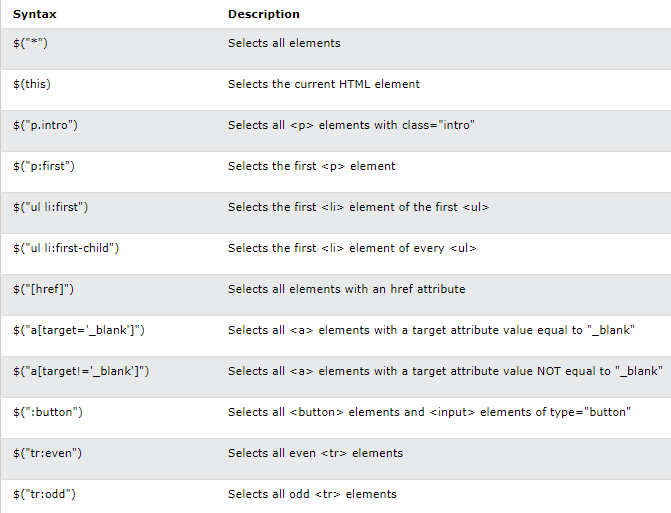 Syntax Description
$("*") Selects all elements
$(this) Selects the current HTML element
$("p.intro") Selects all <p> elements with class="intro"
$("p:first") Selects the first <p> element
$("ul li:first") Selects the first <li> element of the first <ul>
$("ul li:first-child") Selects the first <li> element of every <ul>
$("[href]") Selects all elements with an href attribute
$("a[target='_blank']") Selects all <a> elements with a target attribute value equal to "_blank"
$("a[target!='_blank']") Selects all <a> elements with a target attribute value NOT equal to "_blank"
$(":button") Selects all <button> elements and <input> elements of type="button"
$("tr:even") Selects all even <tr> elements
$("tr:odd") Selects all odd <tr> elements